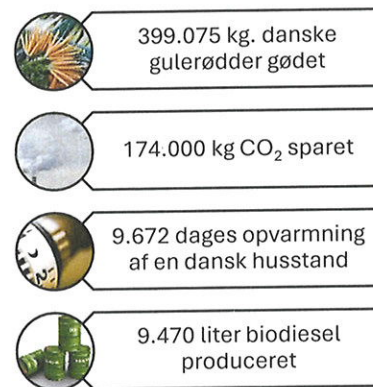 399.075 kg. danske
gulerødder gødet
174.000 kg CO₂ sparet
9.672 dages opvarmning
af en dansk husstand
9.470 liter biodiesel
produceret